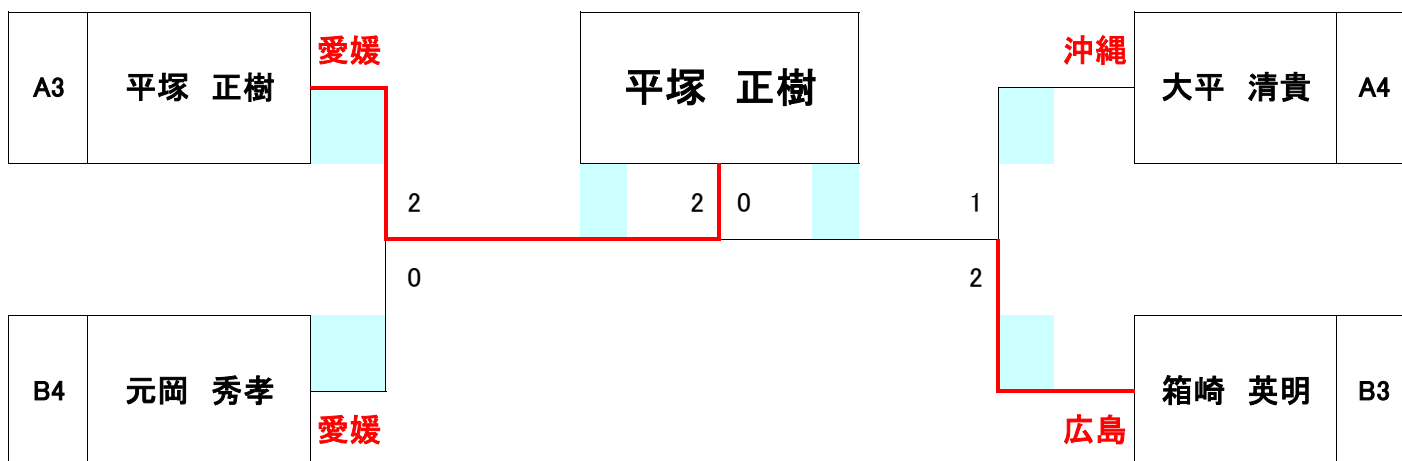 愛媛
沖縄
A3 平塚 正樹
平塚 正樹
大平 清貴 A4
2
2 0
1
0
2
B4 元岡 秀孝
箱崎 英明 B3
愛媛
広島